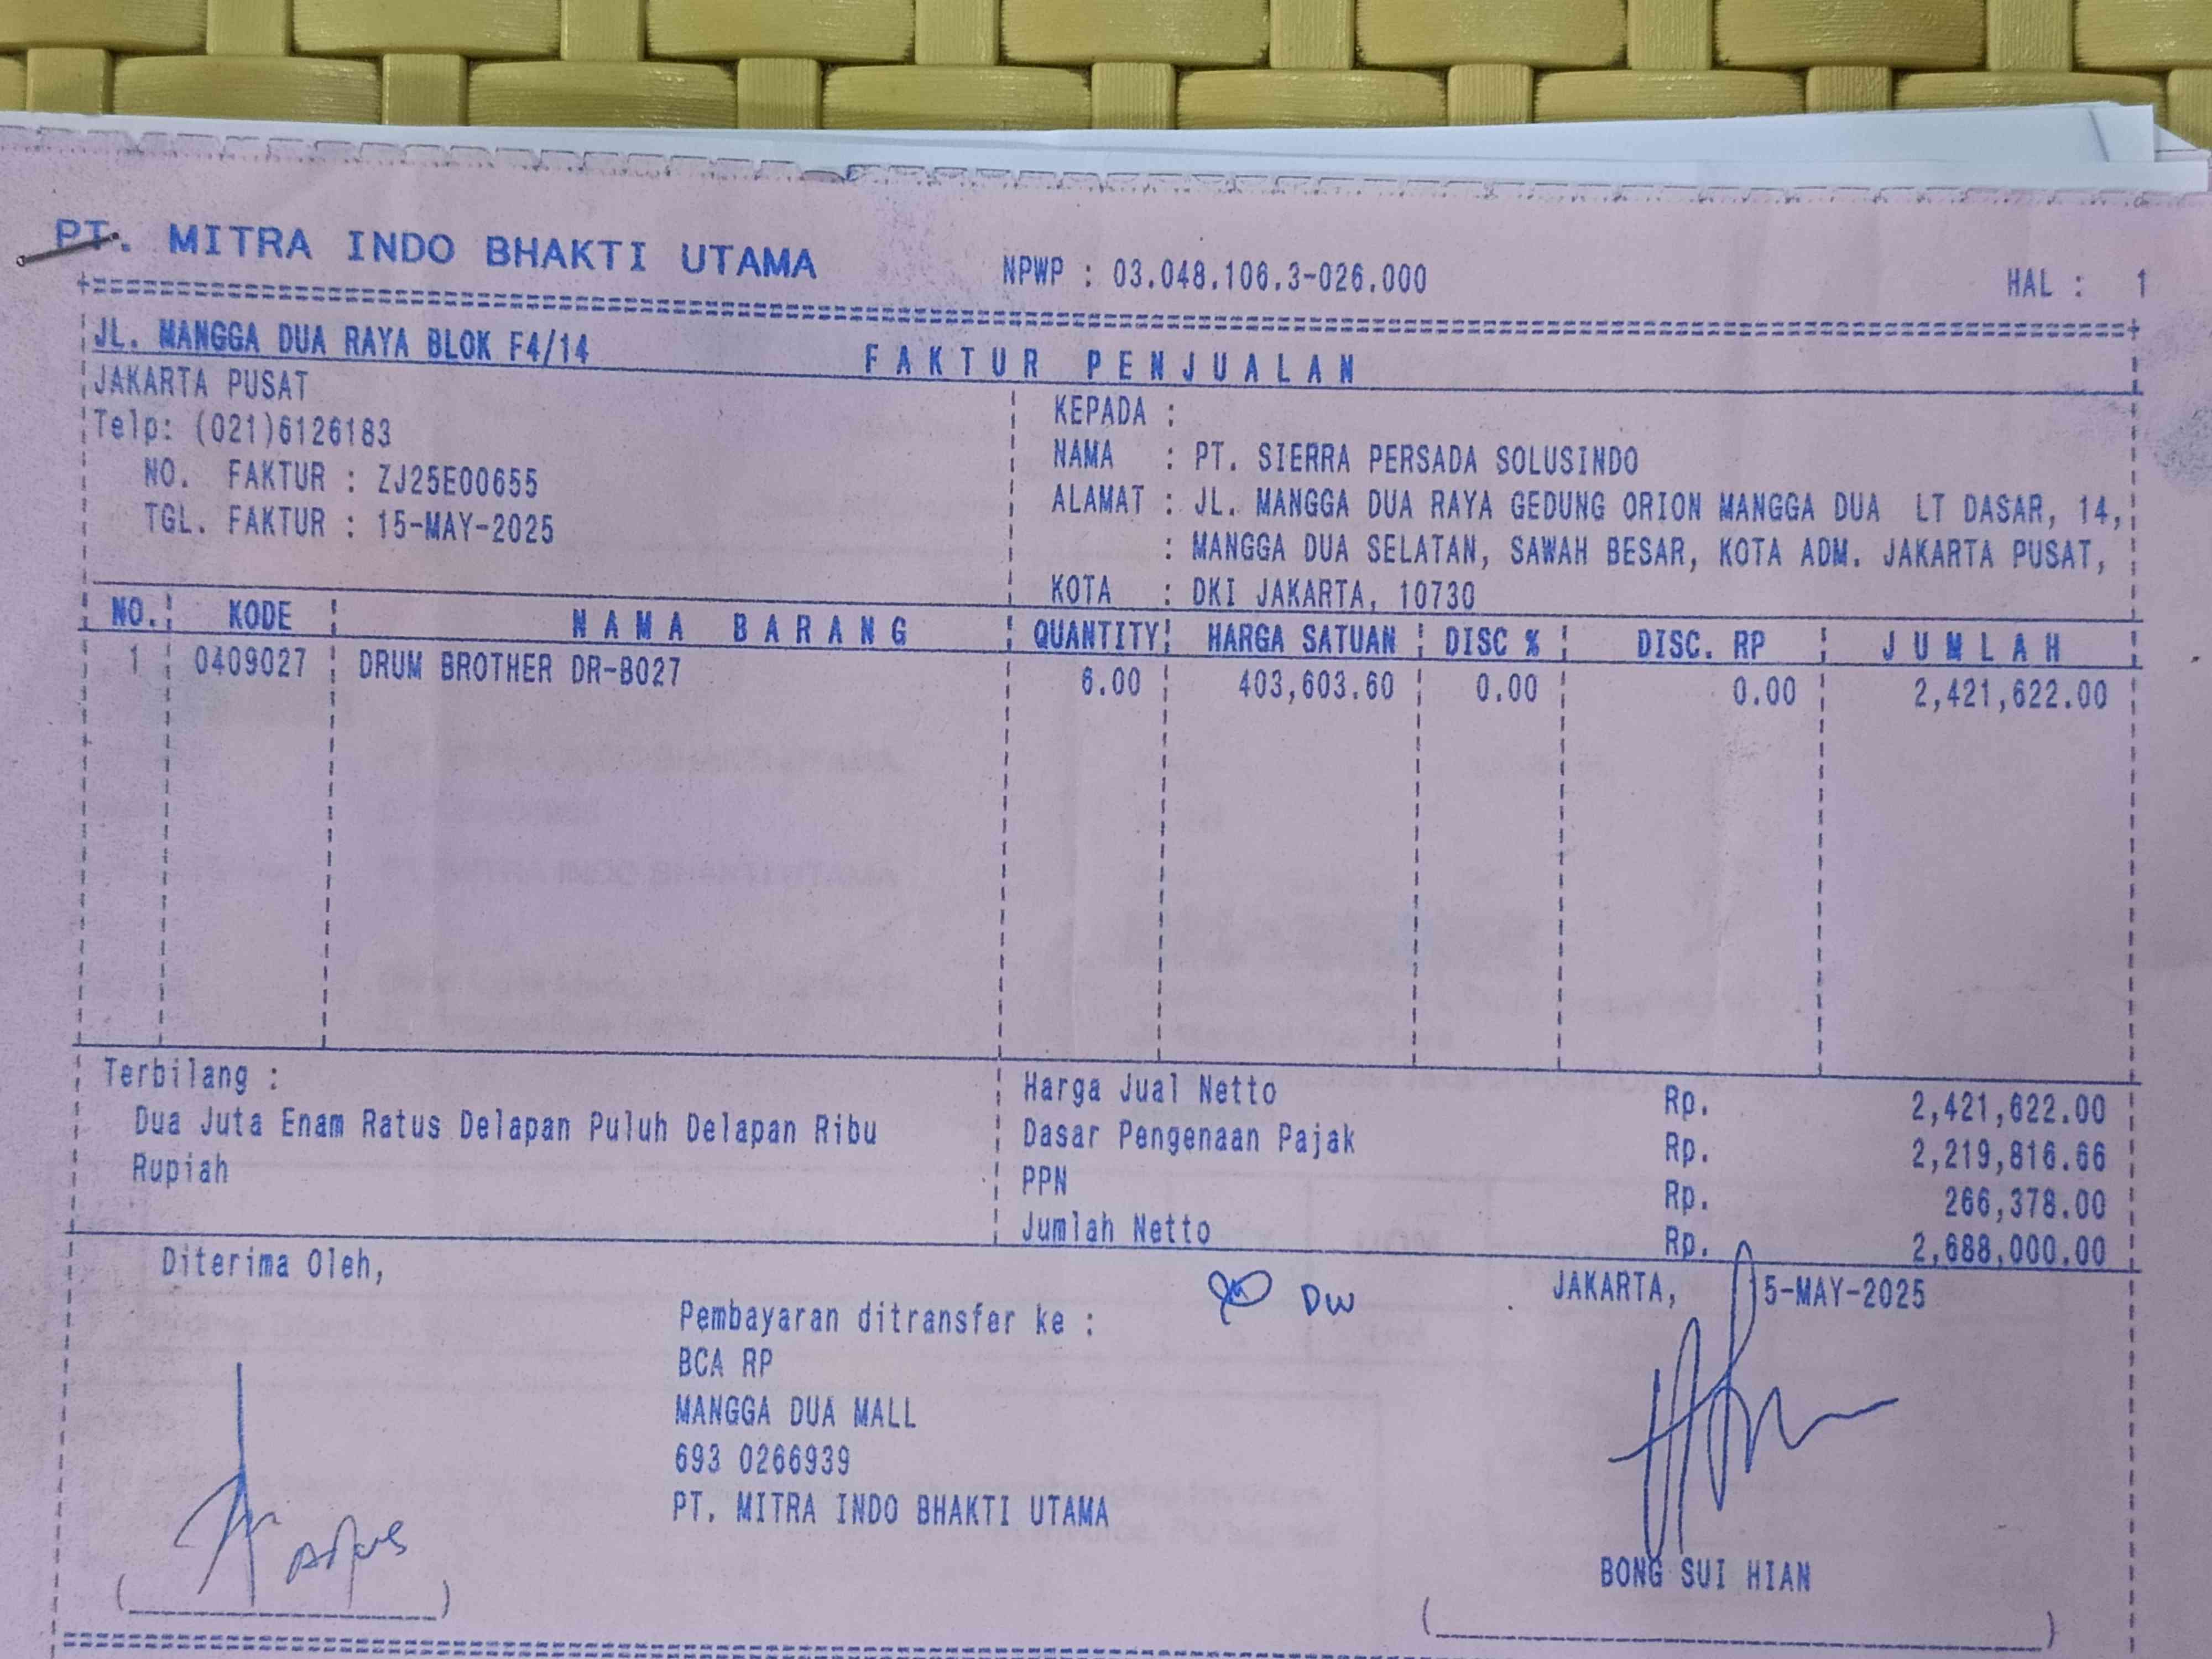 PT. MITRA INDO BHAKTI UTAMA
NPWP : 03.048.106.3-026.000
HAL : 1
JL. MANGGA DUA RAYA BLOK F4/14
FAKTUR PENJUALAN
JAKARTA PUSAT
Telp: (021)6126183
NO. FAKTUR : ZJ25E00655
TGL. FAKTUR : 15-MAY-2025
KEPADA :
NAMA : PT. SIERRA PERSADA SOLUSINDO
ALAMAT : JL. MANGGA DUA RAYA GEDUNG ORION MANGGA DUA LT DASAR, 14,
: MANGGA DUA SELATAN, SAWAH BESAR, KOTA ADM. JAKARTA PUSAT,
KOTA : DKI JAKARTA, 10730
NO. KODE NAMA BARANG QUANTITY HARGA SATUAN DISC % DISC. RP JUMLAH
1 0409027 DRUM BROTHER DR-B027 6.00 403,603.60 0.00 0.00 2,421,622.00
Terbilang :
Dua Juta Enam Ratus Delapan Puluh Delapan Ribu
Rupiah
Harga Jual Netto Rp. 2,421,622.00
Dasar Pengenaan Pajak Rp. 2,219,816.66
PPN Rp. 266,378.00
Jumlah Netto Rp. 2,688,000.00
Diterima Oleh,
DW
JAKARTA, 15-MAY-2025
Pembayaran ditransfer ke :
BCA RP
MANGGA DUA MALL
693 0266939
PT. MITRA INDO BHAKTI UTAMA
BONG SUI HIAN